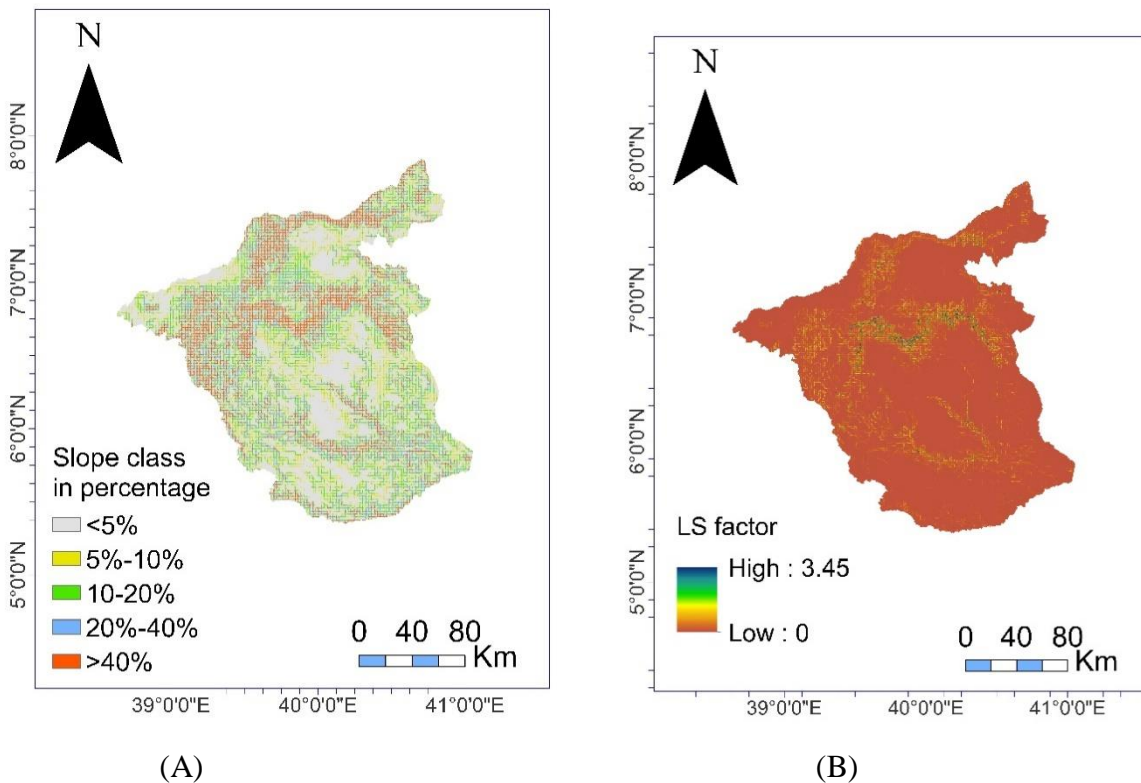 N
8°0'0"N
7°0'0"N
6°0'0"N
5°0'0"N
Slope class
in percentage
<5%
5%-10%
10-20%
20%-40%
>40%
0 40 80
Km
39°0'0"E 40°0'0"E 41°0'0"E
(A)
N
8°0'0"N
7°0'0"N
6°0'0"N
5°0'0"N
LS factor
High : 3.45
Low : 0
0 40 80
Km
39°0'0"E 40°0'0"E 41°0'0"E
(B)